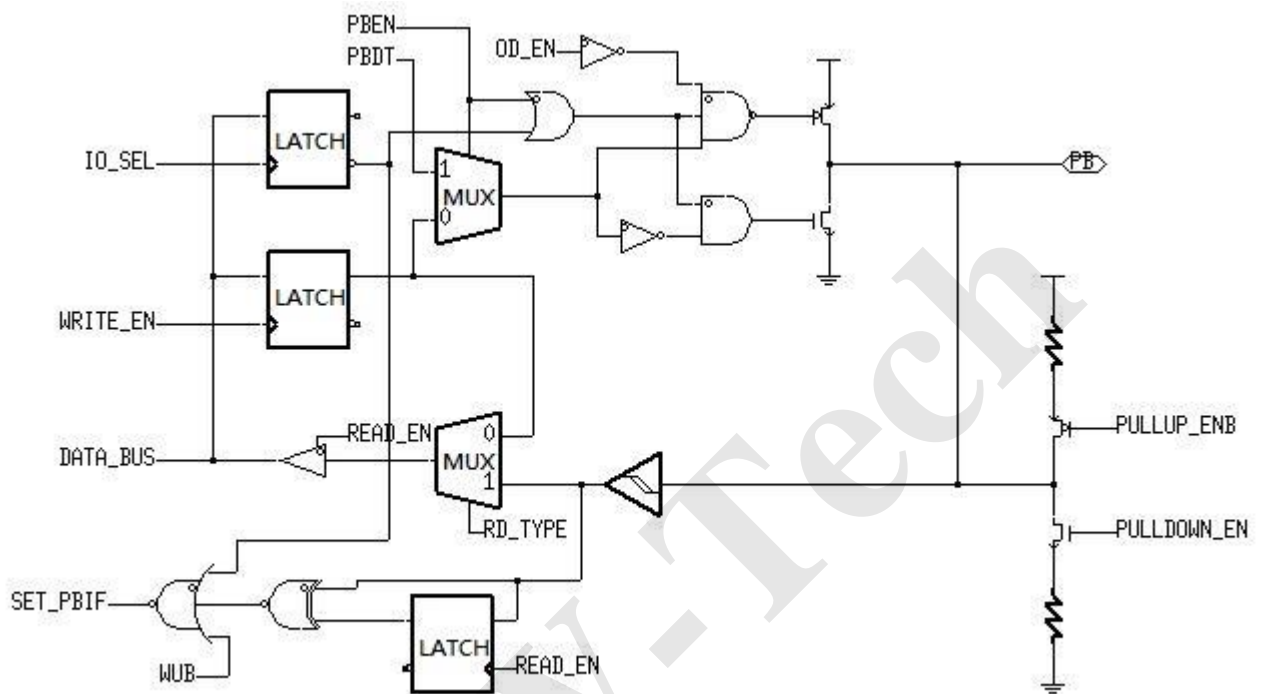 PBEN
PBDT
OD_EN
LATCH
IO_SEL
1
MUX
0
PB
LATCH
WRITE_EN
READ_EN
0
MUX
1
DATA_BUS
PULLUP_ENB
RD_TYPE
PULLDOWN_EN
SET_PBIF
LATCH
READ_EN
WUB
-Tech